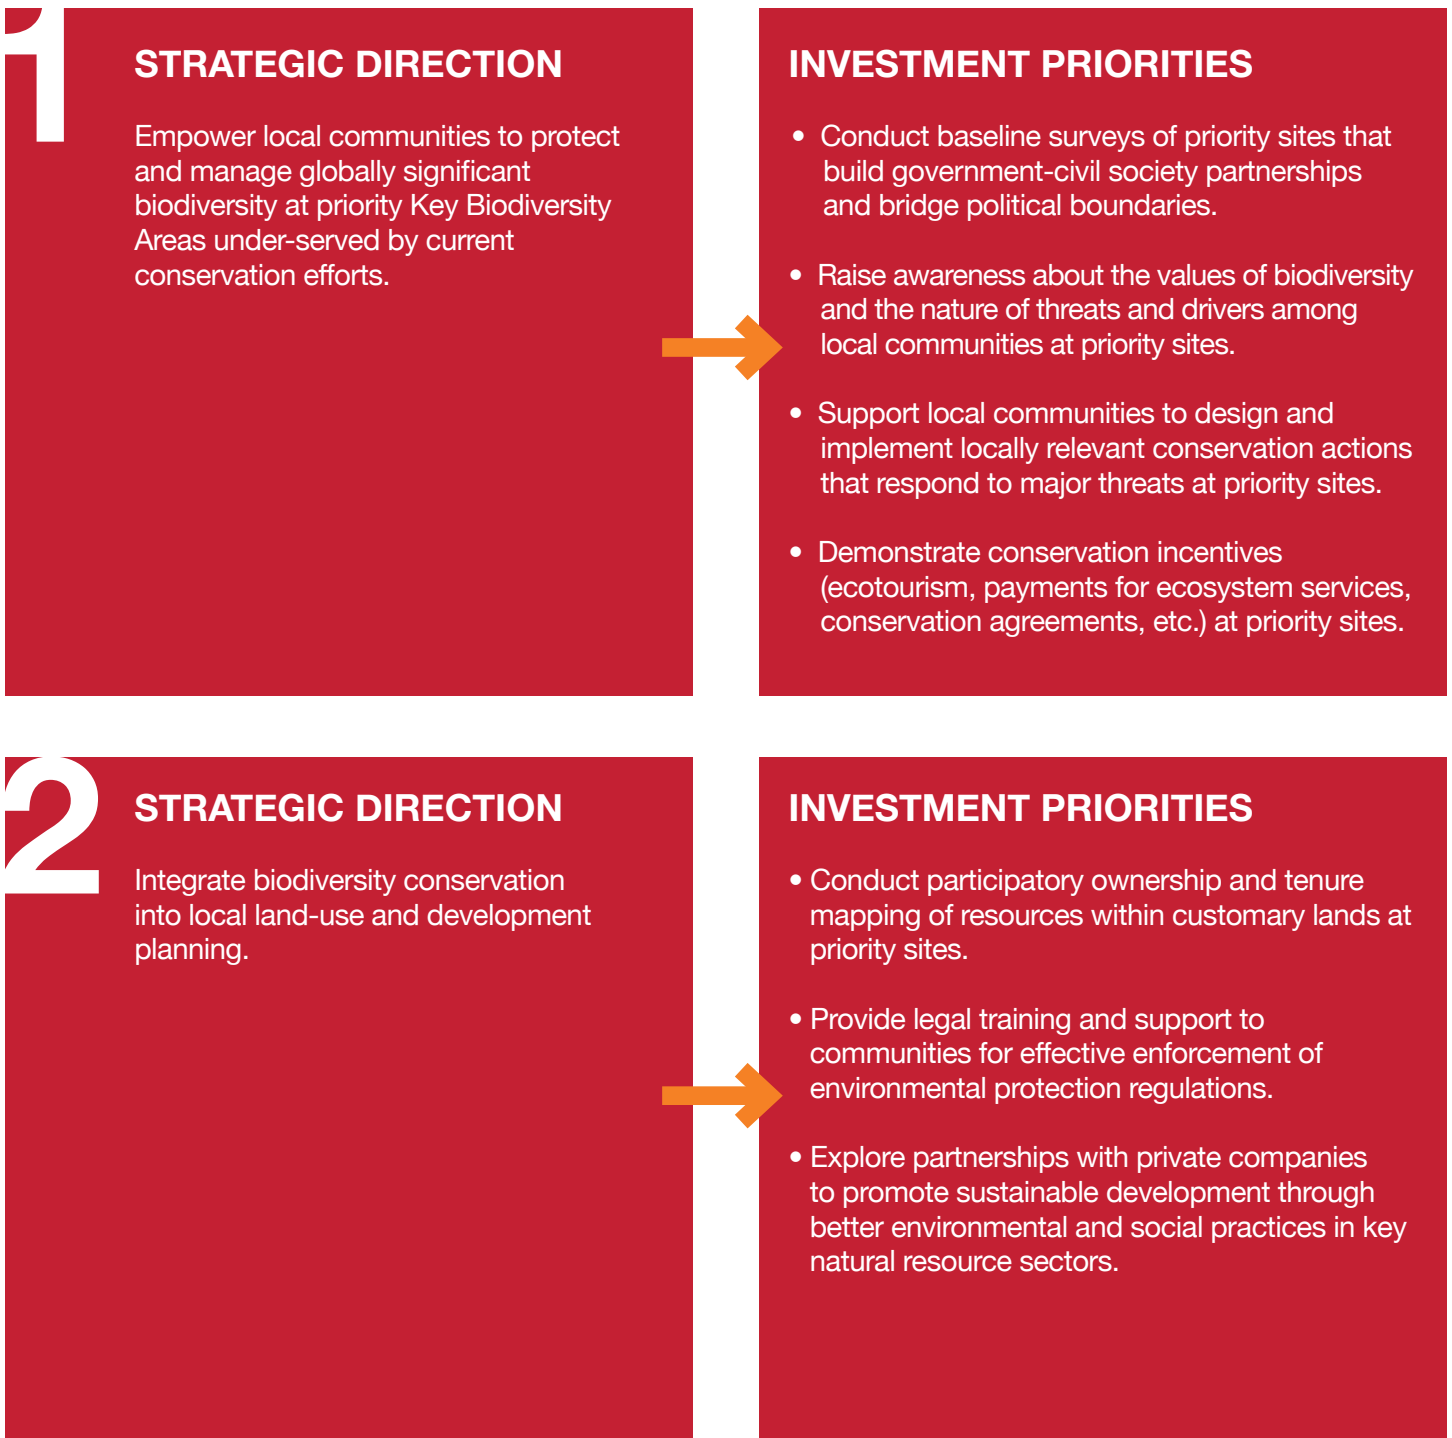 1
STRATEGIC DIRECTION
Empower local communities to protect
and manage globally significant
biodiversity at priority Key Biodiversity
Areas under-served by current
conservation efforts.
INVESTMENT PRIORITIES
• Conduct baseline surveys of priority sites that
build government-civil society partnerships
and bridge political boundaries.
• Raise awareness about the values of biodiversity
and the nature of threats and drivers among
local communities at priority sites.
• Support local communities to design and
implement locally relevant conservation actions
that respond to major threats at priority sites.
• Demonstrate conservation incentives
(ecotourism, payments for ecosystem services,
conservation agreements, etc.) at priority sites.
2
STRATEGIC DIRECTION
Integrate biodiversity conservation
into local land-use and development
planning.
INVESTMENT PRIORITIES
• Conduct participatory ownership and tenure
mapping of resources within customary lands at
priority sites.
• Provide legal training and support to
communities for effective enforcement of
environmental protection regulations.
• Explore partnerships with private companies
to promote sustainable development through
better environmental and social practices in key
natural resource sectors.